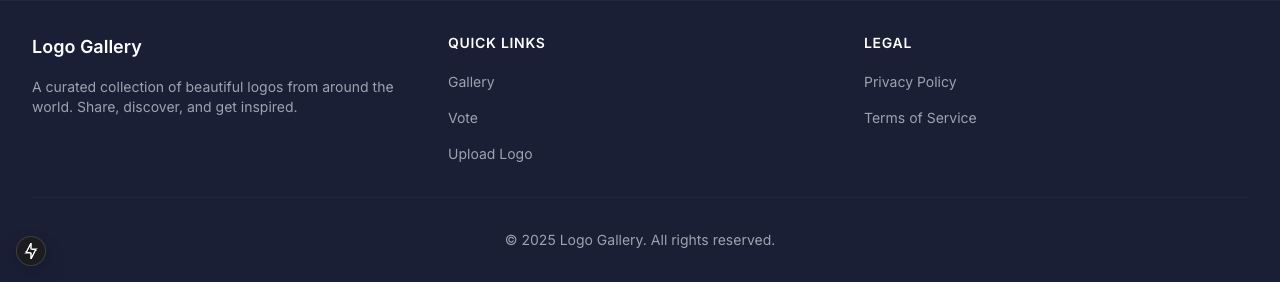 Logo Gallery
A curated collection of beautiful logos from around the
world. Share, discover, and get inspired.
QUICK LINKS
Gallery
Vote
Upload Logo
LEGAL
Privacy Policy
Terms of Service
© 2025 Logo Gallery. All rights reserved.